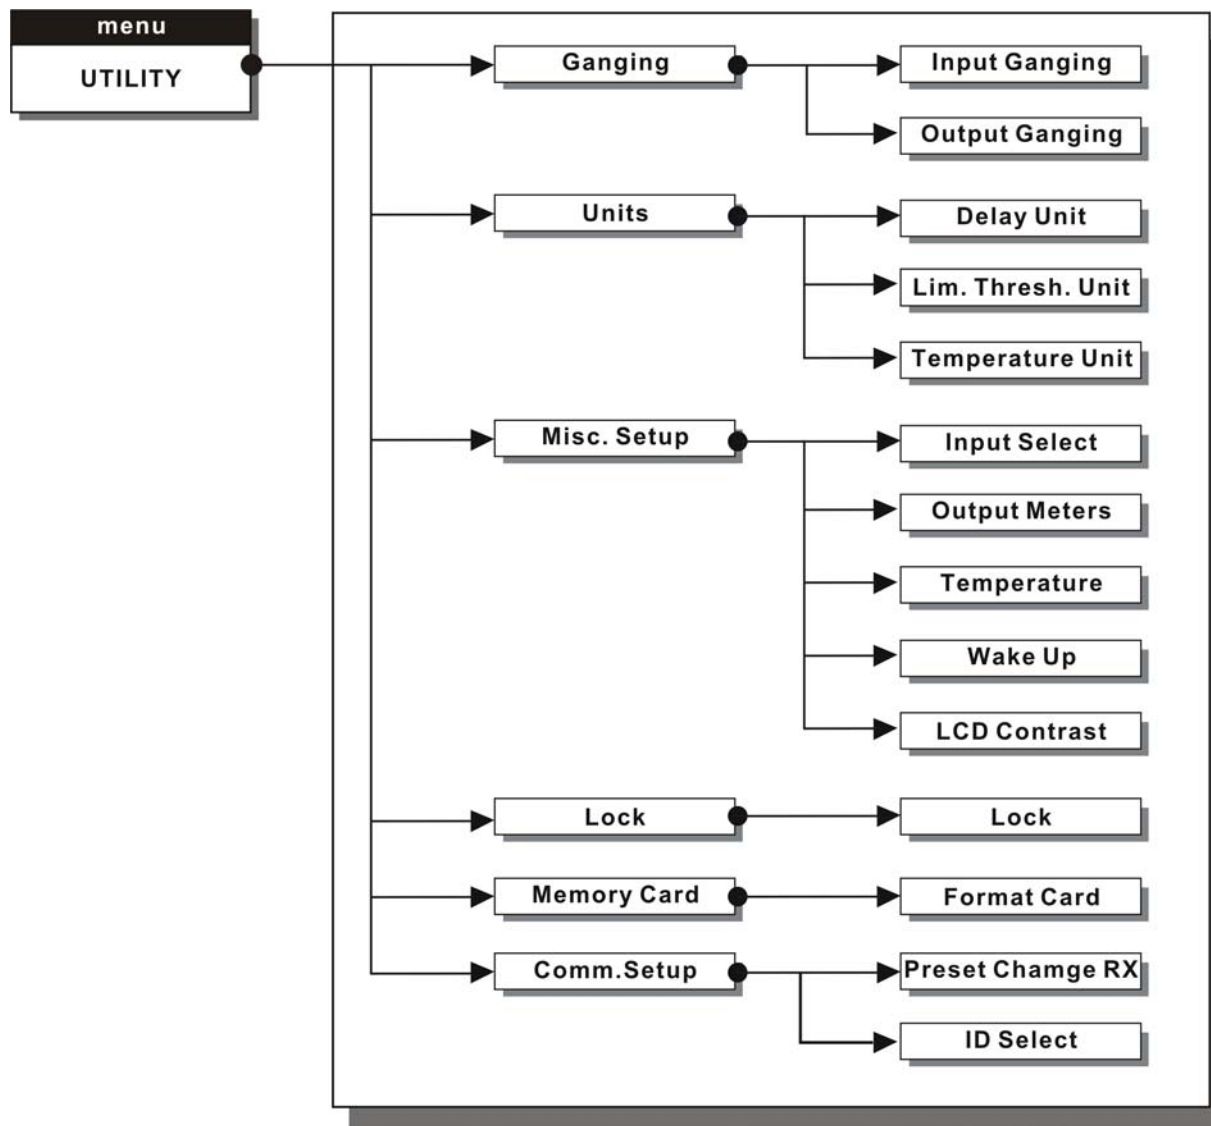 menu
UTILITY
Ganging
Input Ganging
Output Ganging
Units
Delay Unit
Lim. Thresh. Unit
Temperature Unit
Misc. Setup
Input Select
Output Meters
Temperature
Wake Up
LCD Contrast
Lock
Lock
Memory Card
Format Card
Comm.Setup
Preset Chamge RX
ID Select